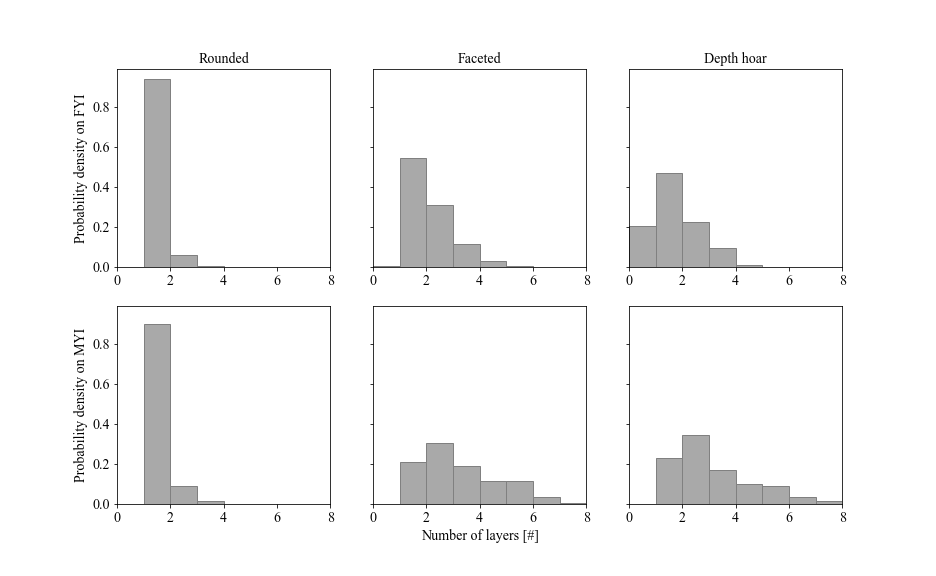 Rounded Faceted Depth hoar
Probability density on FYI
0.8
0.6
0.4
0.2
0.0
0 2 4 6 8 0 2 4 6 8 0 2 4 6 8
Probability density on MYI
0.8
0.6
0.4
0.2
0.0
0 2 4 6 8 0 2 4 6 8 0 2 4 6 8
Number of layers [#]